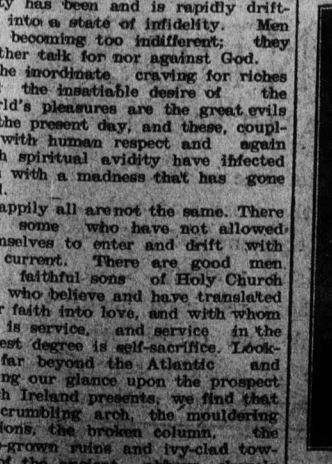 ty has been and is rapidly drift-
into a state of infidelity. Men
becoming too indifferent; they
ther talk for nor against God.
he inordinate craving for riches
the insatiable desire of the
rld's pleasures are the great evils
the present day, and these, coupl-
with human respect and again
h spiritual avidity have infected
with a madness that has gone
d.
appily all are not the same. There
some who have not allowed
nselves to enter and drift with
current. There are good men
faithful sons of Holy Church
who believe and have translated
r faith into love, and with whom
is service, and service in the
est degree is self-sacrifice. Look-
far beyond the Atlantic and
ing our glance upon the prospect
h Ireland presents, we find that
crumbling arch, the mouldering
ions, the broken column, the
-grown ruins and ivy-clad tow-
of the ancient